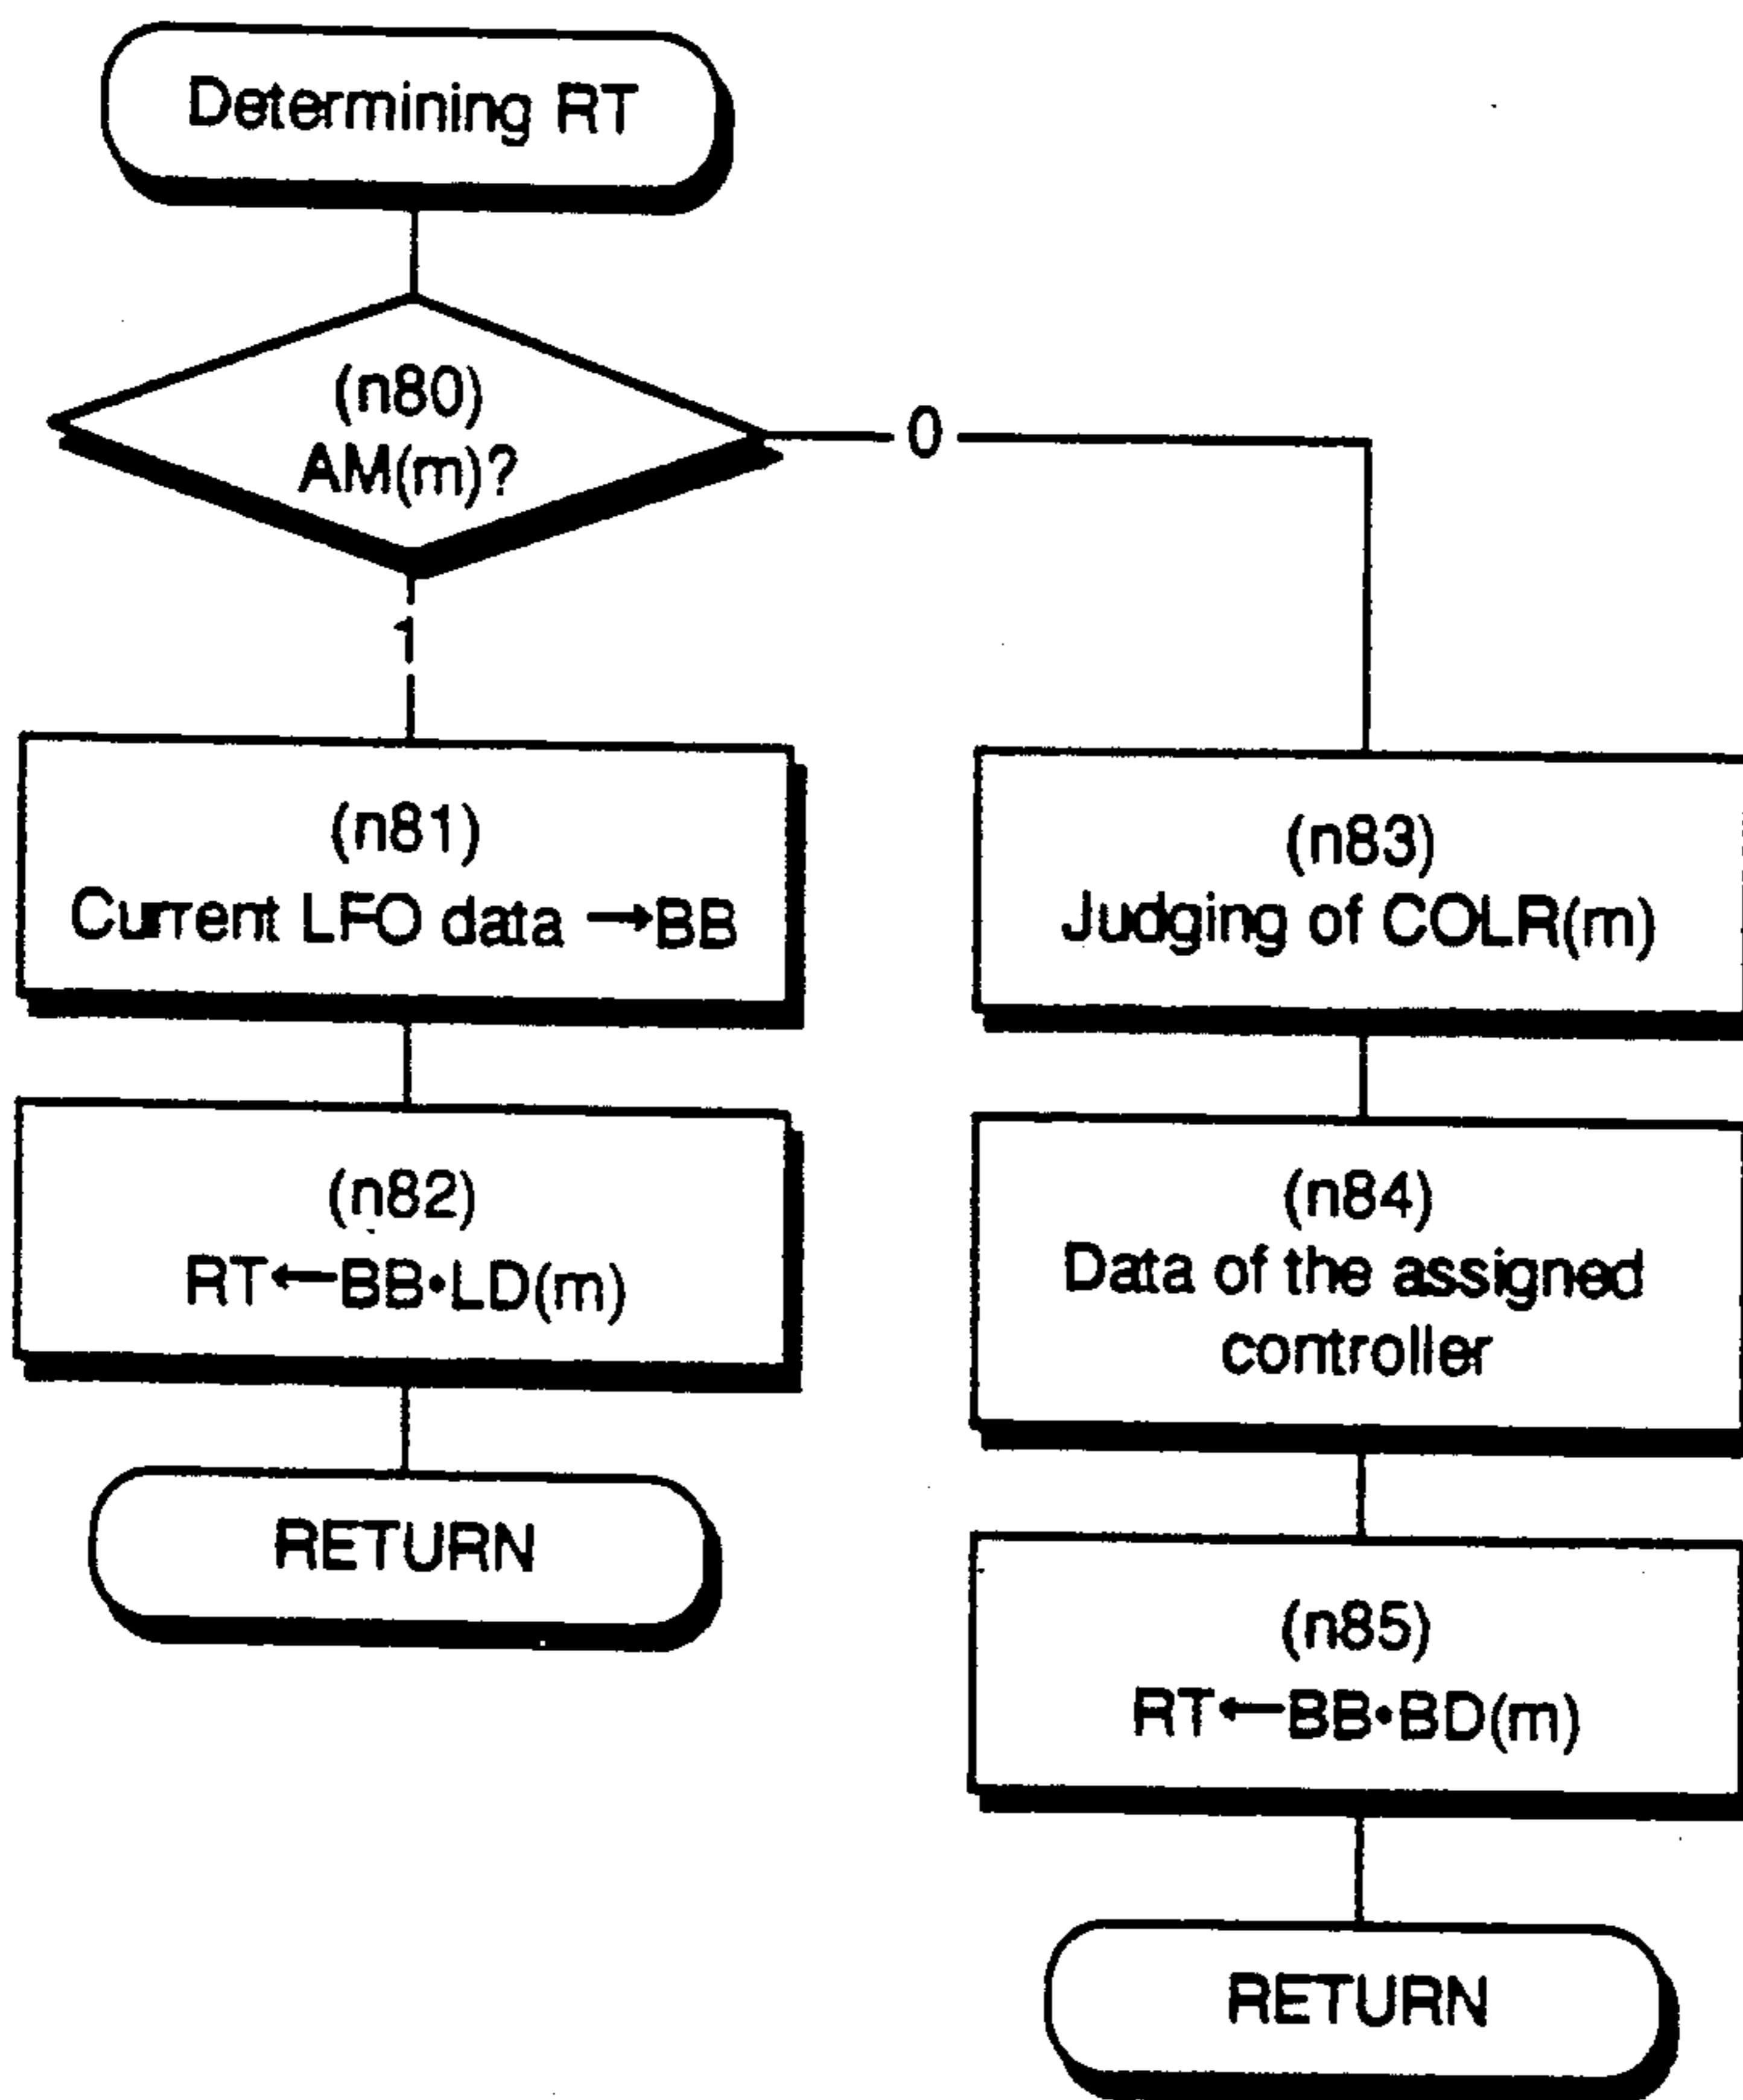 Determining RT
(n80)
AM(m)?
0
1
(n81)
Current LFO data →BB
(n82)
RT←BB•LD(m)
RETURN
(n83)
Judging of COLR(m)
(n84)
Data of the assigned
controller
(n85)
RT←BB•BD(m)
RETURN